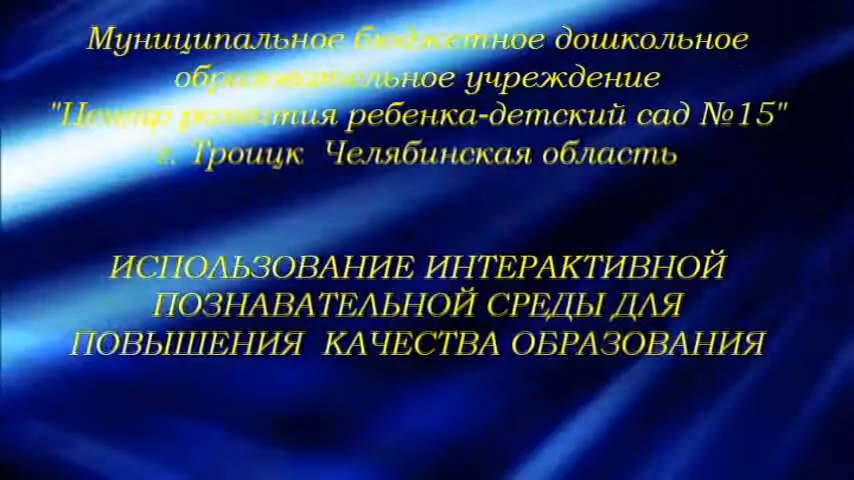 Муниципальное бюджетное дошкольное
образовательное учреждение
"Центр развития ребенка-детский сад №15"
г. Троицк Челябинская область
ИСПОЛЬЗОВАНИЕ ИНТЕРАКТИВНОЙ
ПОЗНАВАТЕЛЬНОЙ СРЕДЫ ДЛЯ
ПОВЫШЕНИЯ КАЧЕСТВА ОБРАЗОВАНИЯ